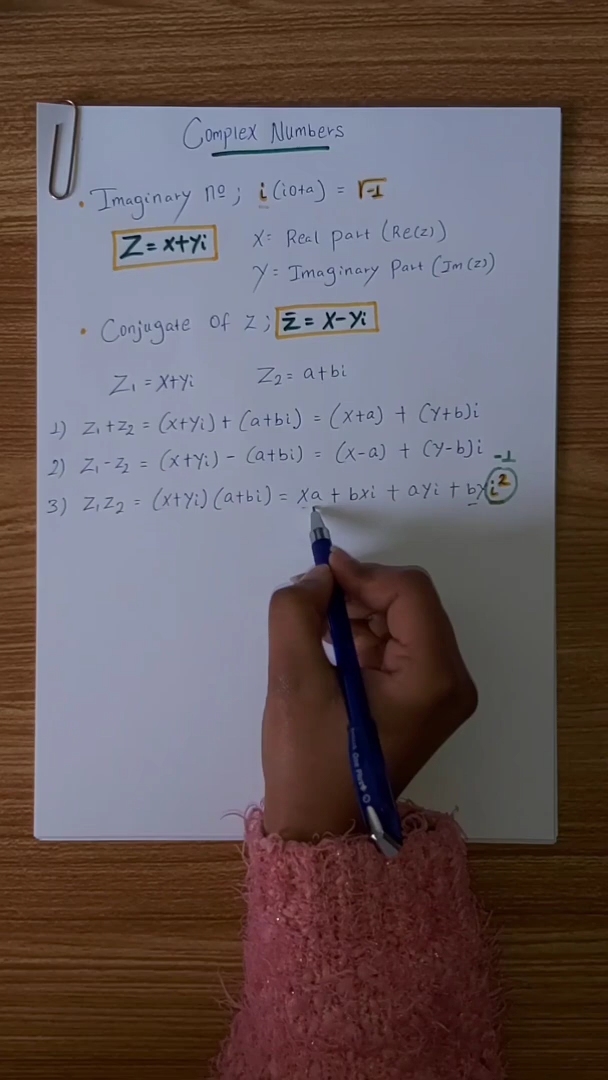 Complex Numbers
• Imaginary nº ; i (iota) = √-1
Z = x+yi
x = Real part (Re(z))
y = Imaginary Part (Im(z))
• Conjugate of z ; z̄ = x-yi
Z₁ = x+yi
Z₂ = a+bi
1) Z₁+Z₂ = (x+yi) + (a+bi) = (x+a) + (y+b)i
2) Z₁-Z₂ = (x+yi) - (a+bi) = (x-a) + (y-b)i
-1
3) Z₁Z₂ = (x+yi)(a+bi) = xa + bxi + ayi + byi²